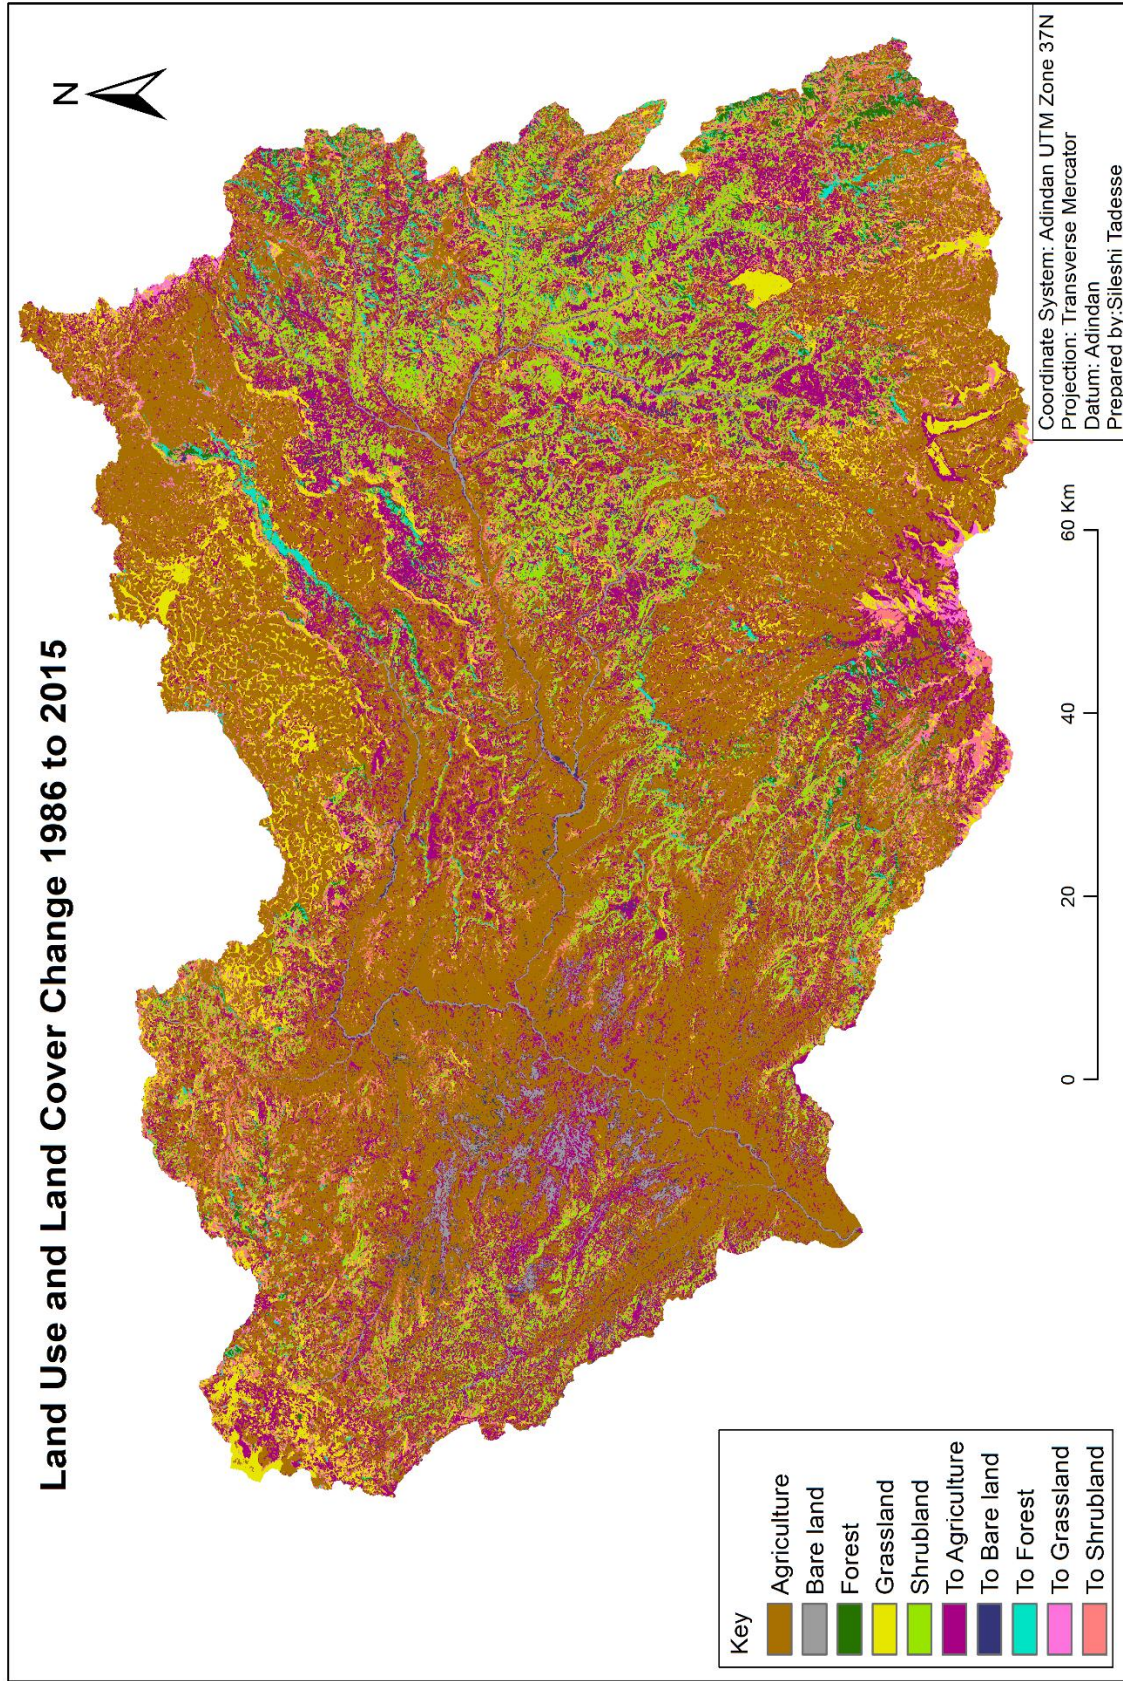 Land Use and Land Cover Change 1986 to 2015
N
Key
Agriculture
Bare land
Forest
Grassland
Shrubland
To Agriculture
To Bare land
To Forest
To Grassland
To Shrubland
0 20 40 60 Km
Coordinate System: Adindan UTM Zone 37N
Projection: Transverse Mercator
Datum: Adindan
Prepared by:Sileshi Tadesse